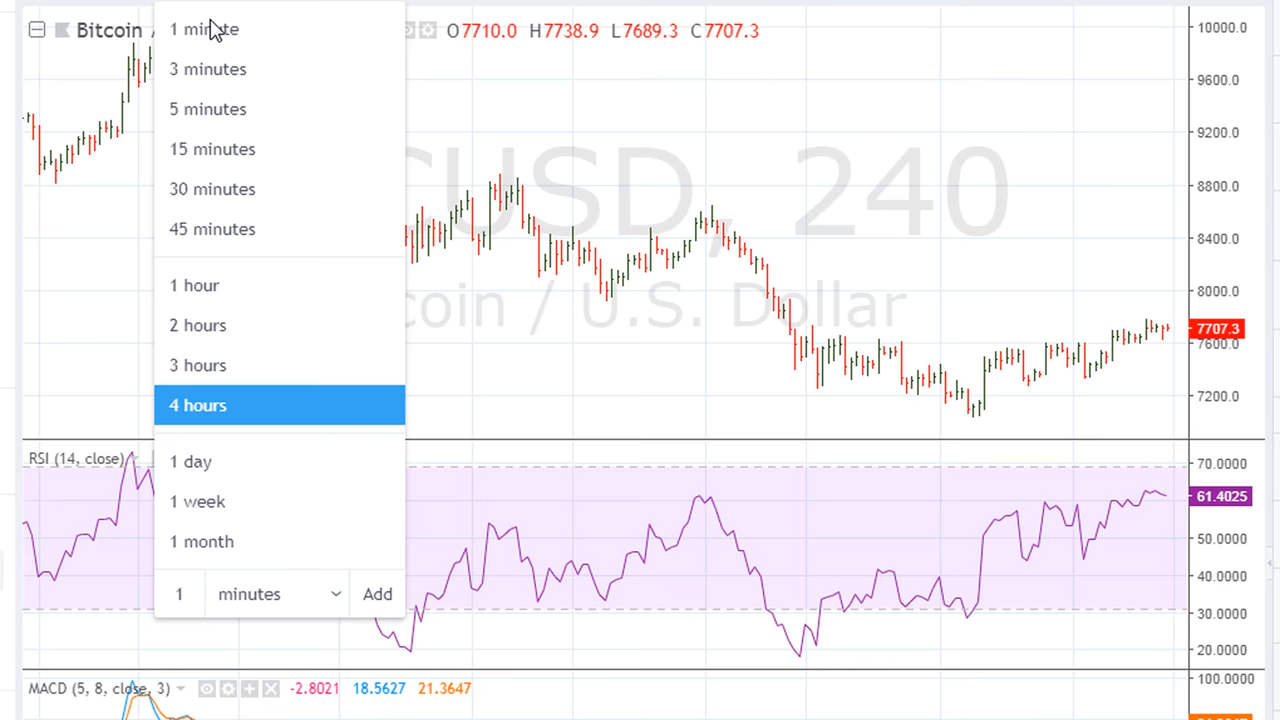 Bitcoin /
O7710.0 H7738.9 L7689.3 C7707.3
1 minute
3 minutes
5 minutes
15 minutes
30 minutes
45 minutes
1 hour
2 hours
3 hours
4 hours
1 day
1 week
1 month
1 minutes Add
CUSD, 240
coin / U.S. Dollar
10000.0
9600.0
9200.0
8800.0
8400.0
8000.0
7707.3
7600.0
7200.0
RSI (14, close)
70.0000
61.4025
50.0000
40.0000
30.0000
20.0000
MACD (5, 8, close, 3) -2.8021 18.5627 21.3647
100.0000